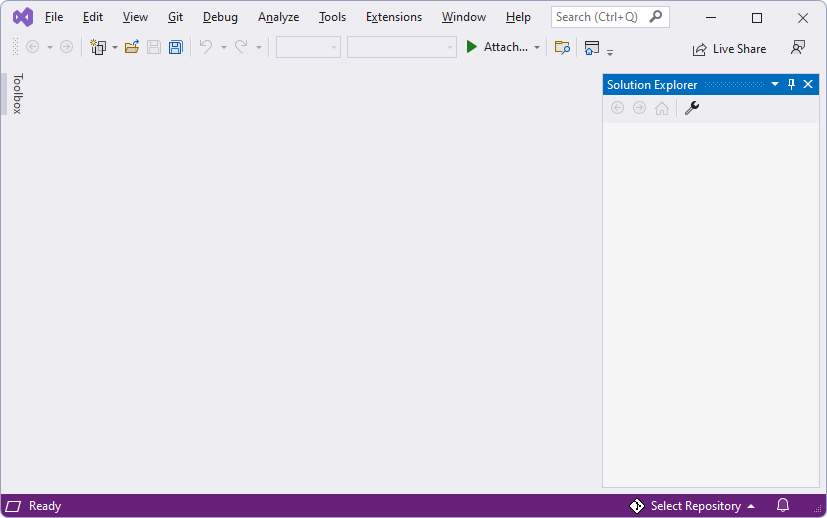 File Edit View Git Debug Analyze Tools Extensions Window Help Search (Ctrl+Q)
Attach... Live Share
Toolbox
Solution Explorer
Ready Select Repository